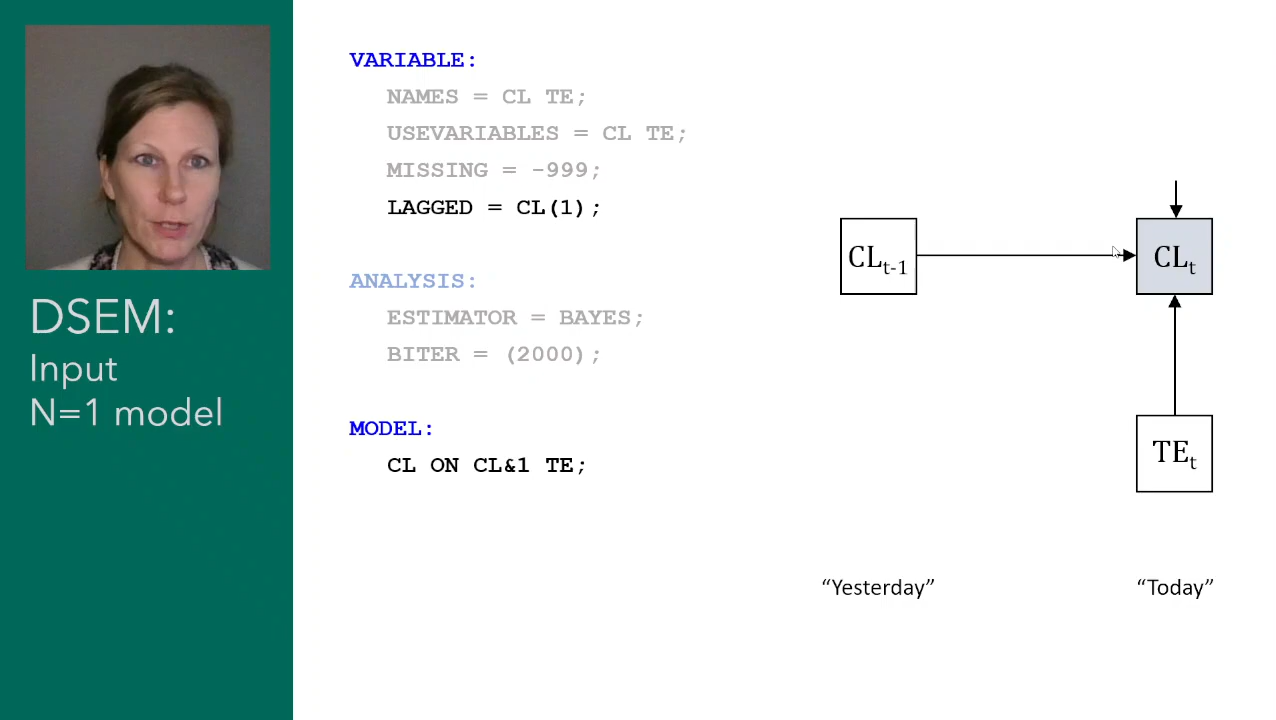 DSEM:
Input
N=1 model
VARIABLE:
NAMES = CL TE;
USEVARIABLES = CL TE;
MISSING = -999;
LAGGED = CL(1);
ANALYSIS:
ESTIMATOR = BAYES;
BITER = (2000);
MODEL:
CL ON CL&1 TE;
CLt-1
CLt
TEt
“Yesterday”
“Today”